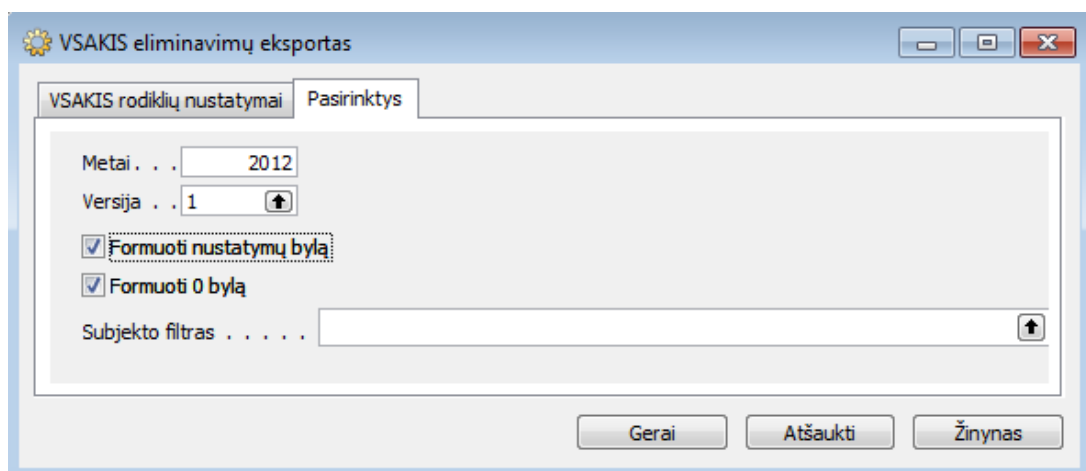 VSAKIS eliminavimų eksportas
VSAKIS rodiklių nustatymai Pasirinktys
Metai. . . 2012
Versija . . 1
Formuoti nustatymų bylą
Formuoti 0 bylą
Subjekto filtras . . . . .
Gerai Atšaukti Žinynas